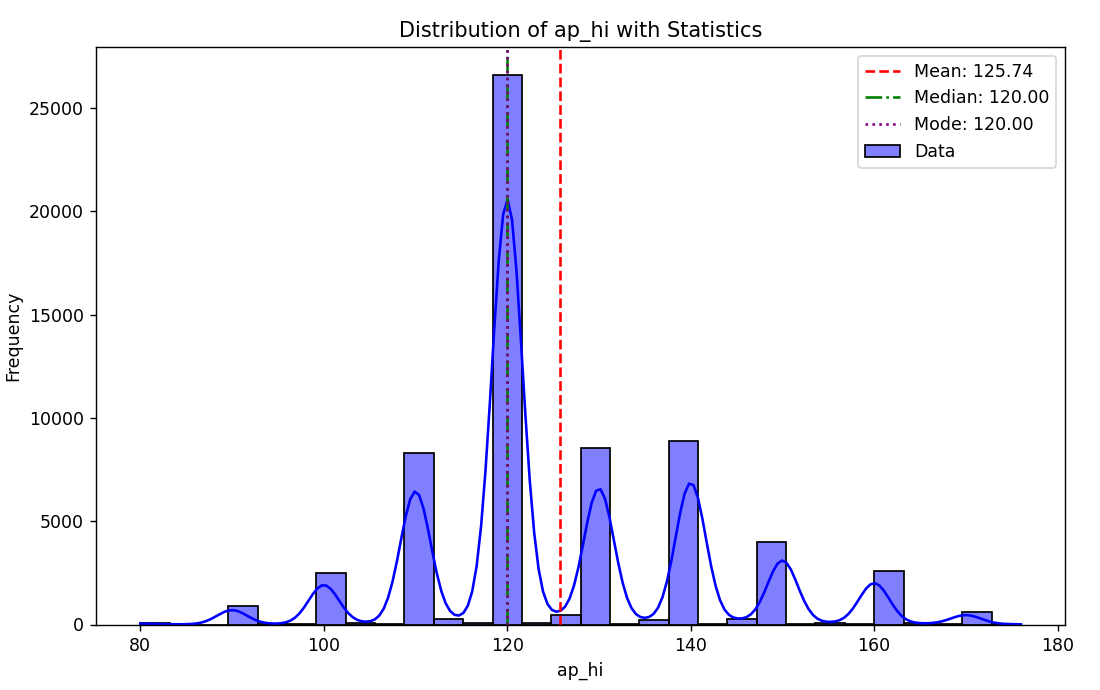 Distribution of ap_hi with Statistics
Mean: 125.74
Median: 120.00
Mode: 120.00
Data
Frequency
25000
20000
15000
10000
5000
0
80 100 120 140 160 180
ap_hi